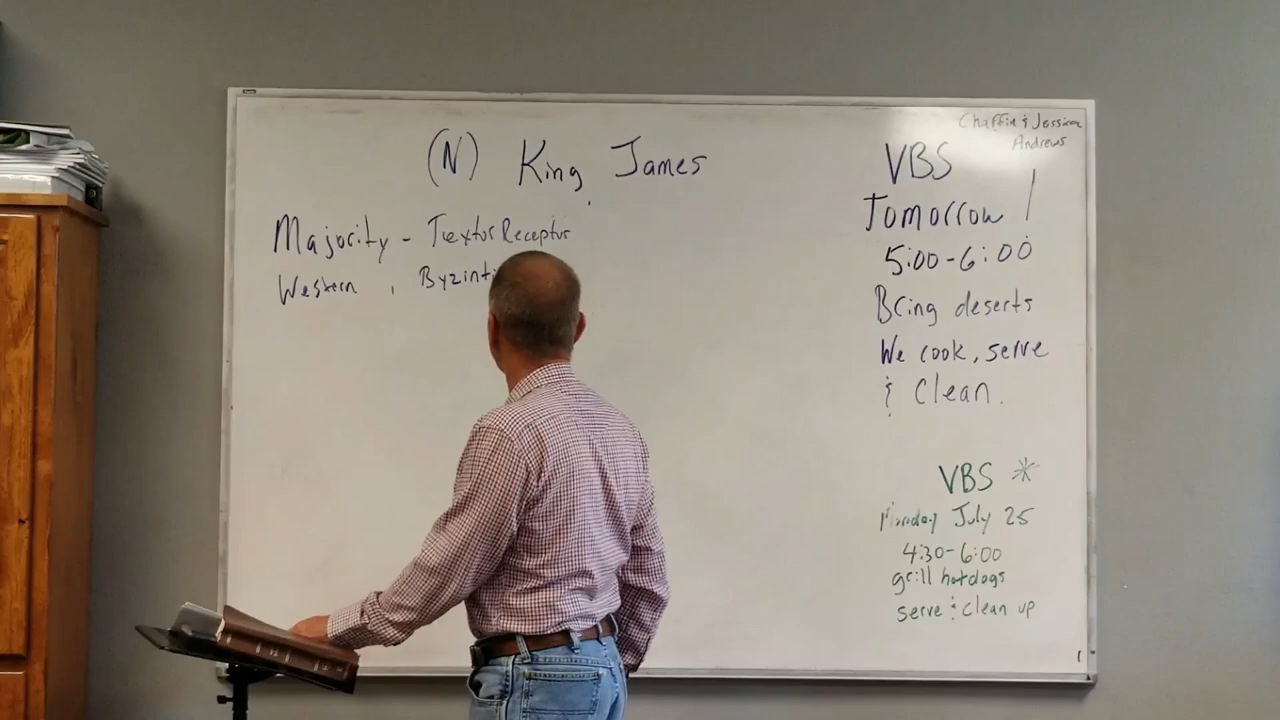 (N) King James
Majority - Textus Receptus
Western , Byzinti
Chaffin & Jessica
Andrews
VBS
Tomorrow !
5:00-6:00
Bring deserts
We cook, serve
& Clean.
VBS *
Monday July 25
4:30-6:00
grill hotdogs
serve & clean up